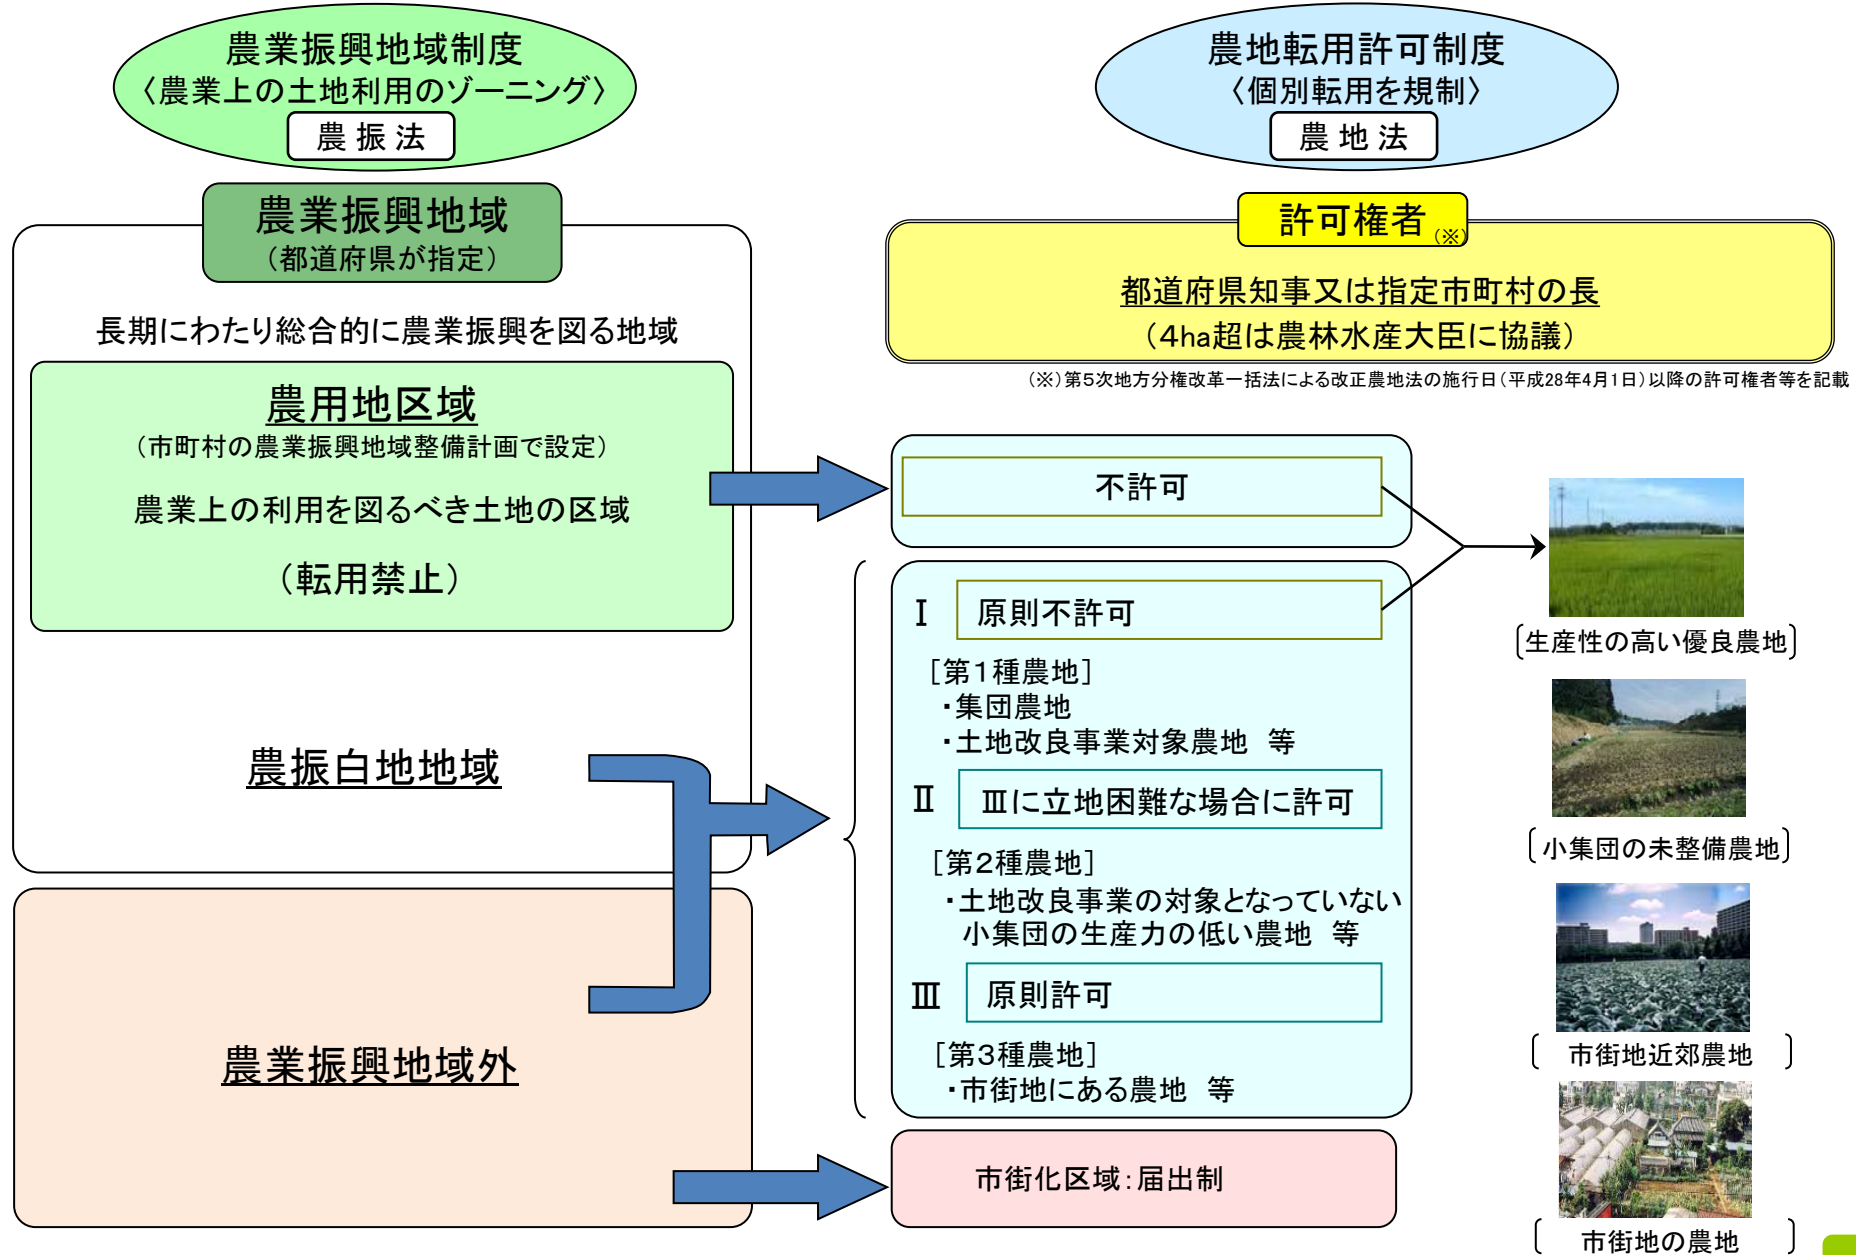 農業振興地域制度
〈農業上の土地利用のゾーニング〉
農振法
農業振興地域
（都道府県が指定）
長期にわたり総合的に農業振興を図る地域
農用地区域
（市町村の農業振興地域整備計画で設定）
農業上の利用を図るべき土地の区域
（転用禁止）
農振白地地域
農業振興地域外
農地転用許可制度
〈個別転用を規制〉
農地法
許可権者（※）
都道府県知事又は指定市町村の長
（4ha超は農林水産大臣に協議）
（※）第5次地方分権改革一括法による改正農地法の施行日（平成28年4月1日）以降の許可権者等を記載
不許可
Ⅰ 原則不許可
［第1種農地］
・集団農地
・土地改良事業対象農地 等
Ⅱ Ⅲに立地困難な場合に許可
［第2種農地］
・土地改良事業の対象となっていない
小集団の生産力の低い農地 等
Ⅲ 原則許可
［第3種農地］
・市街地にある農地 等
市街化区域：届出制
〔生産性の高い優良農地〕
〔小集団の未整備農地〕
〔市街地近郊農地〕
〔市街地の農地〕